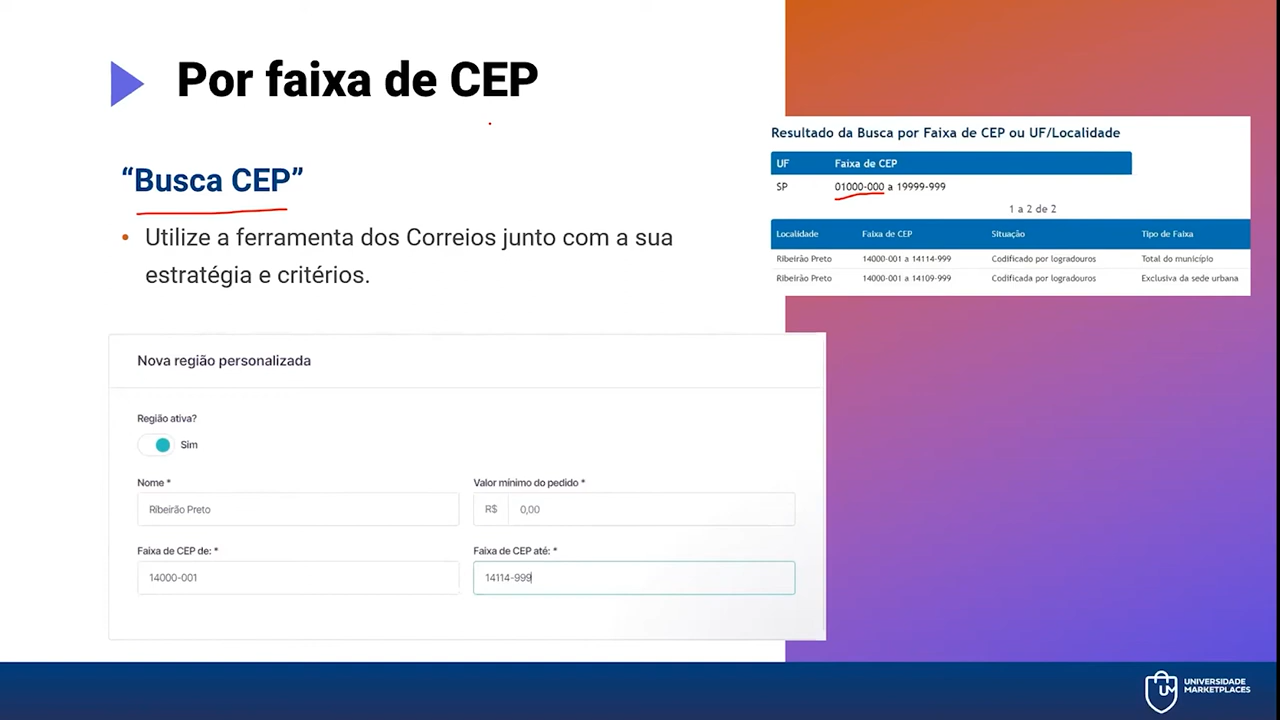 Por faixa de CEP
“Busca CEP”
• Utilize a ferramenta dos Correios junto com a sua
estratégia e critérios.
Resultado da Busca por Faixa de CEP ou UF/Localidade
UF Faixa de CEP
SP 01000-000 a 19999-999
1 a 2 de 2
Localidade Faixa de CEP Situação Tipo de Faixa
Ribeirão Preto 14000-001 a 14114-999 Codificado por logradouros Total do município
Ribeirão Preto 14000-001 a 14109-999 Codificada por logradouros Exclusiva da sede urbana
Nova região personalizada
Região ativa?
Sim
Nome * Valor mínimo do pedido *
Ribeirão Preto R$ 0,00
Faixa de CEP de: * Faixa de CEP até: *
14000-001 14114-999
UM UNIVERSIDADE
MARKETPLACES